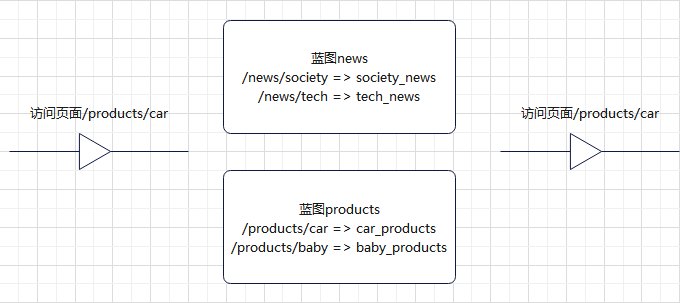 蓝图news
/news/society => society_news
/news/tech => tech_news
访问页面/products/car
访问页面/products/car
蓝图products
/products/car => car_products
/products/baby => baby_products